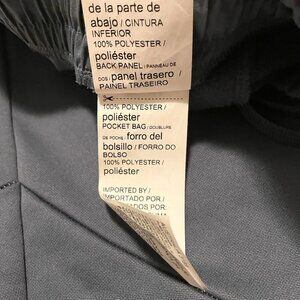 de la parte de
abajo / CINTURA
INFERIOR
100% POLYESTER /
poliéster
BACK PANEL / PANNEAU DE
DOS / panel trasero /
PAINEL TRASEIRO
100% POLYESTER /
poliéster
POCKET BAG / DOUBLURE
DE POCHE / forro del
bolsillo / FORRO DO
BOLSO
100% POLYESTER /
poliéster
IMPORTED BY /
IMPORTADO POR /
IMPORTADO POR